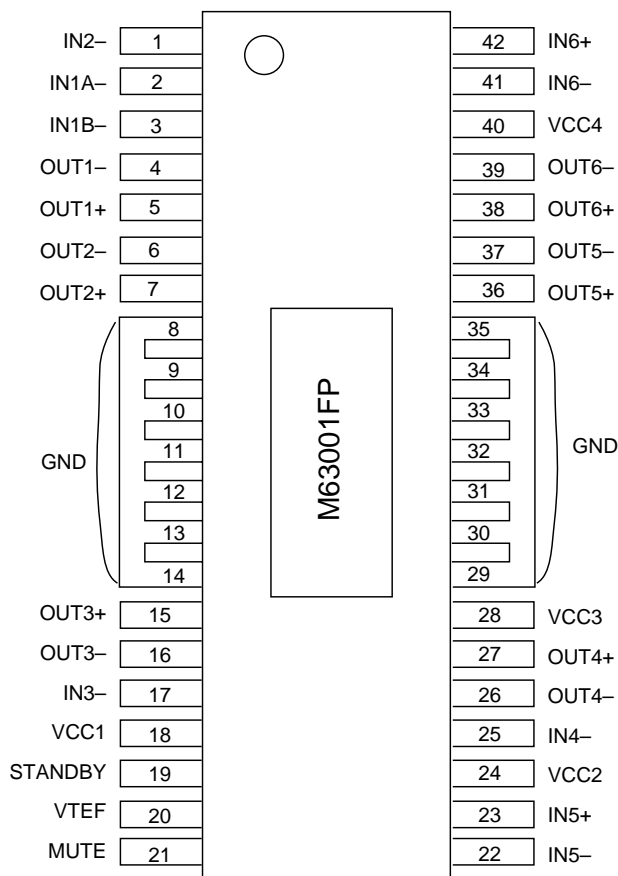 IN2– 1
IN1A– 2
IN1B– 3
OUT1– 4
OUT1+ 5
OUT2– 6
OUT2+ 7
8
9
10
11
12
13
14
GND
OUT3+ 15
OUT3– 16
IN3– 17
VCC1 18
STANDBY 19
VTEF 20
MUTE 21
M63001FP
42 IN6+
41 IN6–
40 VCC4
39 OUT6–
38 OUT6+
37 OUT5–
36 OUT5+
35
34
33
32
31
30
29
GND
28 VCC3
27 OUT4+
26 OUT4–
25 IN4–
24 VCC2
23 IN5+
22 IN5–